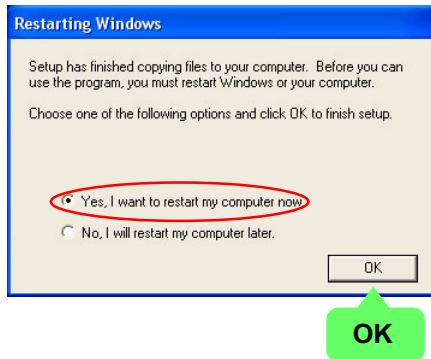 Restarting Windows
Setup has finished copying files to your computer. Before you can
use the program, you must restart Windows or your computer.
Choose one of the following options and click OK to finish setup.
Yes, I want to restart my computer now.
No, I will restart my computer later.
OK
OK